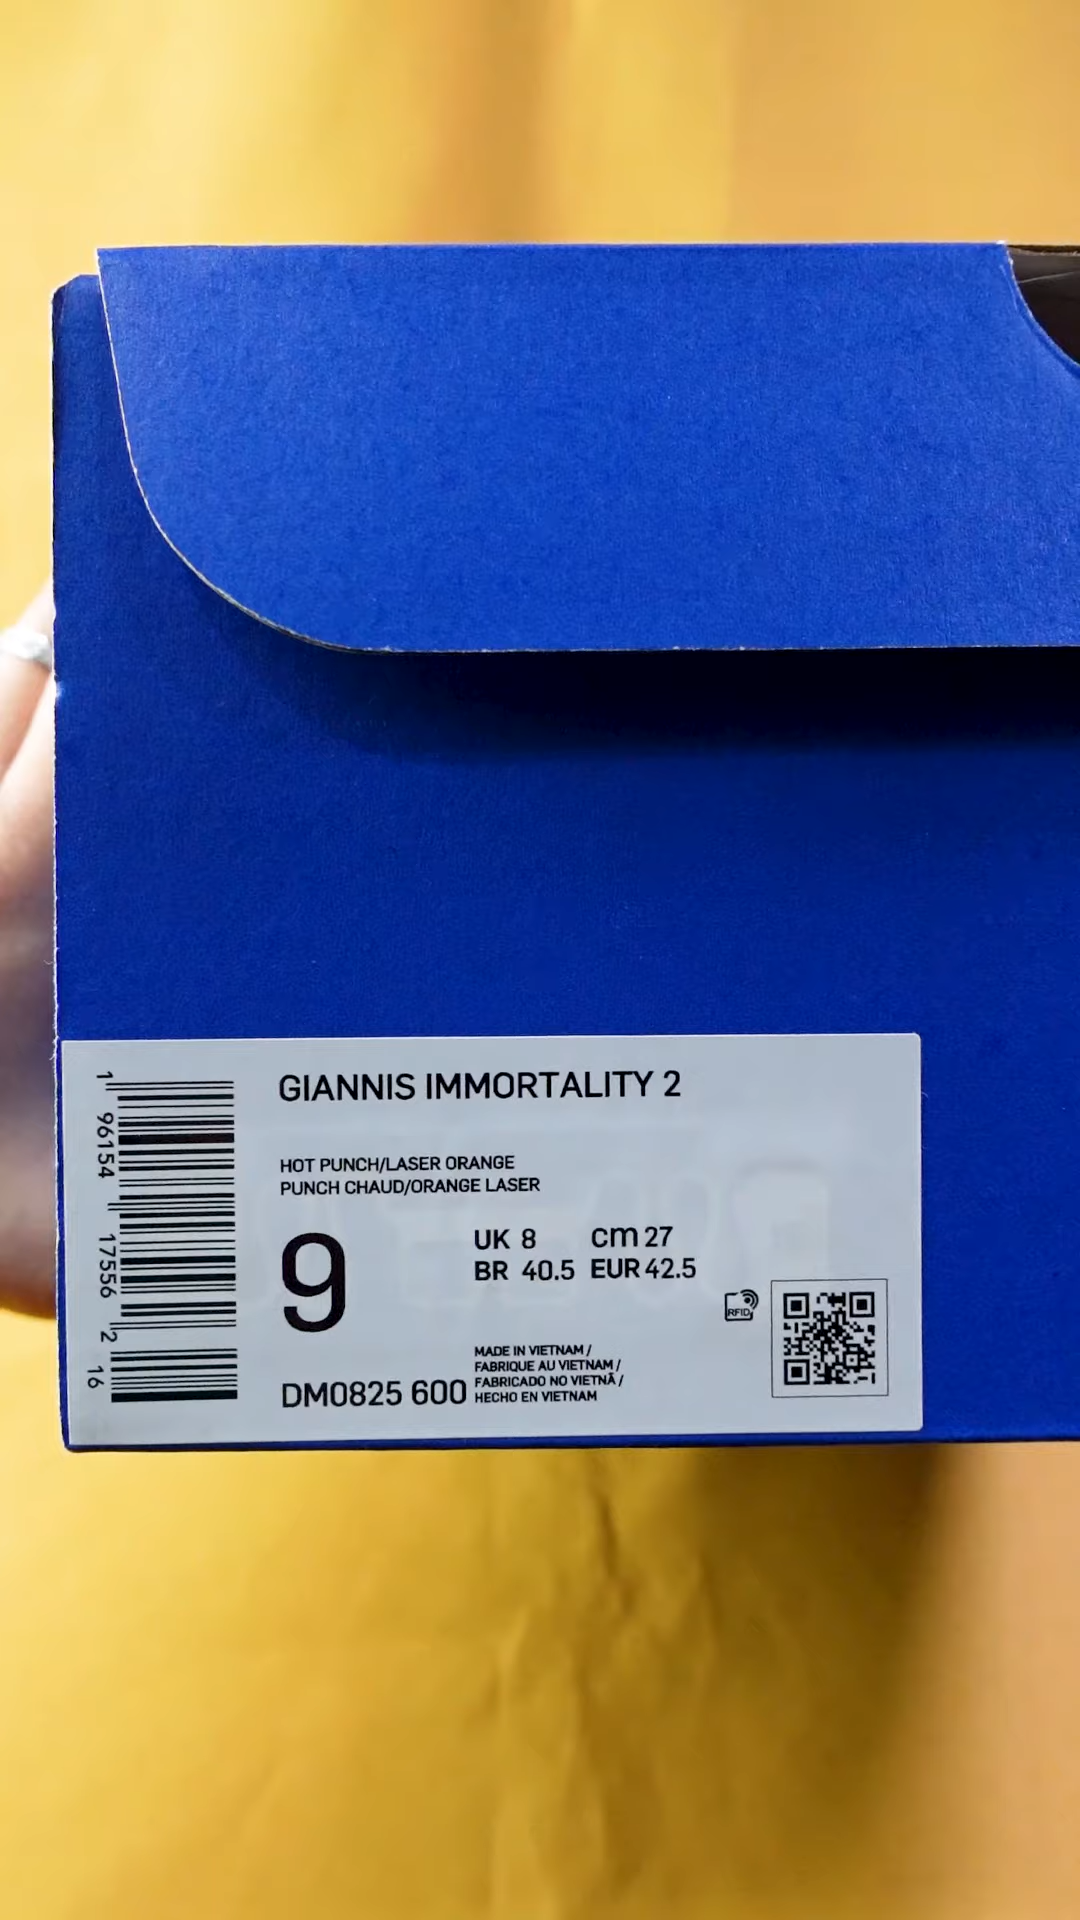 GIANNIS IMMORTALITY 2
HOT PUNCH/LASER ORANGE
PUNCH CHAUD/ORANGE LASER
9
UK 8 cm 27
BR 40.5 EUR 42.5
RFID
MADE IN VIETNAM /
FABRIQUE AU VIETNAM /
FABRICADO NO VIETNÃ /
HECHO EN VIETNAM
DM0825 600
1 96154 17556 2 16